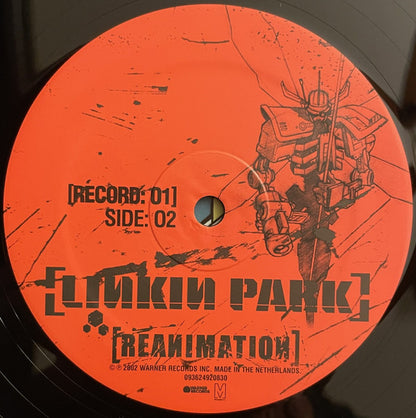 [RECORD: 01]
SIDE: 02
[LINKIN PARK]
[REANIMATION]
© ℗ 2002 WARNER RECORDS INC. MADE IN THE NETHERLANDS.
093624920830